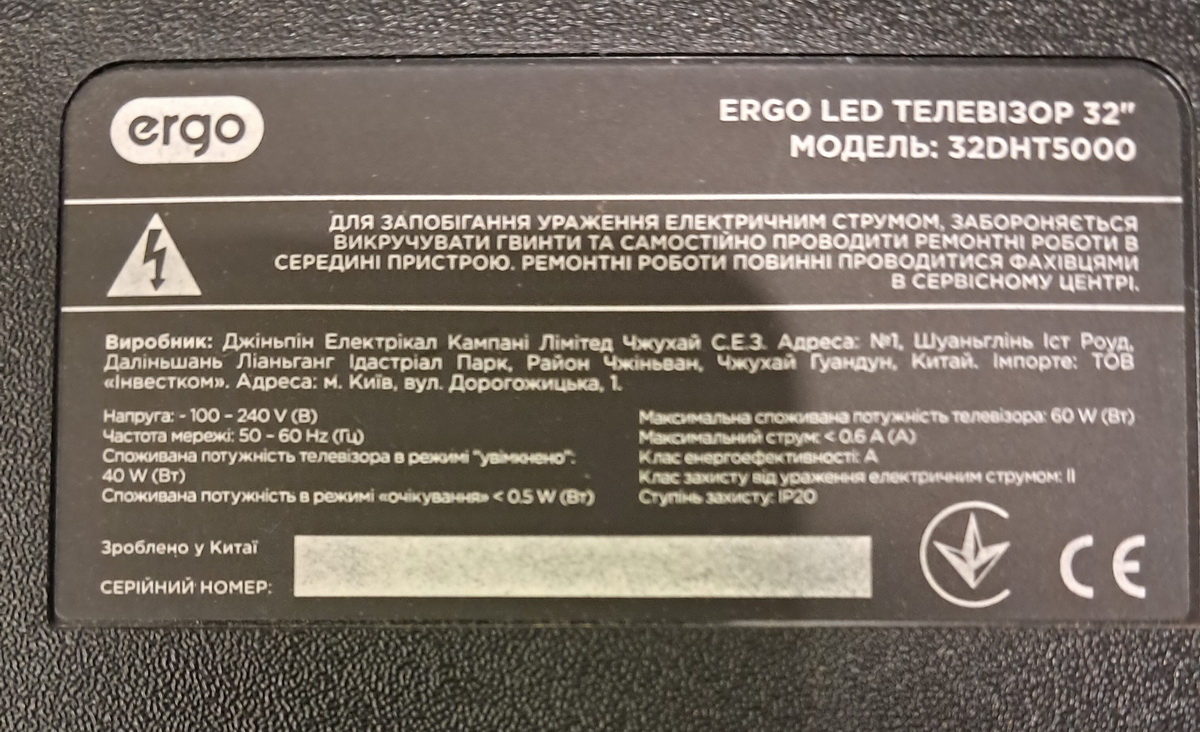 ergo
ERGO LED ТЕЛЕВІЗОР 32"
МОДЕЛЬ: 32DHT5000
ДЛЯ ЗАПОБІГАННЯ УРАЖЕННЯ ЕЛЕКТРИЧНИМ СТРУМОМ, ЗАБОРОНЯЄТЬСЯ
ВИКРУЧУВАТИ ГВИНТИ ТА САМОСТІЙНО ПРОВОДИТИ РЕМОНТНІ РОБОТИ В
СЕРЕДИНІ ПРИСТРОЮ. РЕМОНТНІ РОБОТИ ПОВИННІ ПРОВОДИТИСЯ ФАХІВЦЯМИ
В СЕРВІСНОМУ ЦЕНТРІ.
Виробник: Джіньпін Електрікал Кампані Лімітед Чжухай С.Е.З. Адреса: №1, Шуаньглінь Іст Роуд,
Даліньшань Ліаньганг Ідастріал Парк, Район Чжіньван, Чжухай Гуандун, Китай. Імпорте: ТОВ
«Інвестком». Адреса: м. Київ, вул. Дорогожицька, 1.
Напруга: ~ 100 – 240 V (В)
Частота мережі: 50 – 60 Hz (Гц)
Споживана потужність телевізора в режимі "увімкнено":
40 W (Вт)
Споживана потужність в режимі «очікування» < 0.5 W (Вт)
Максимальна споживана потужність телевізора: 60 W (Вт)
Максимальний струм: < 0.6 A (А)
Клас енергоефективності: А
Клас захисту від ураження електричним струмом: II
Ступінь захисту: IP20
Зроблено у Китаї
СЕРІЙНИЙ НОМЕР:
CE